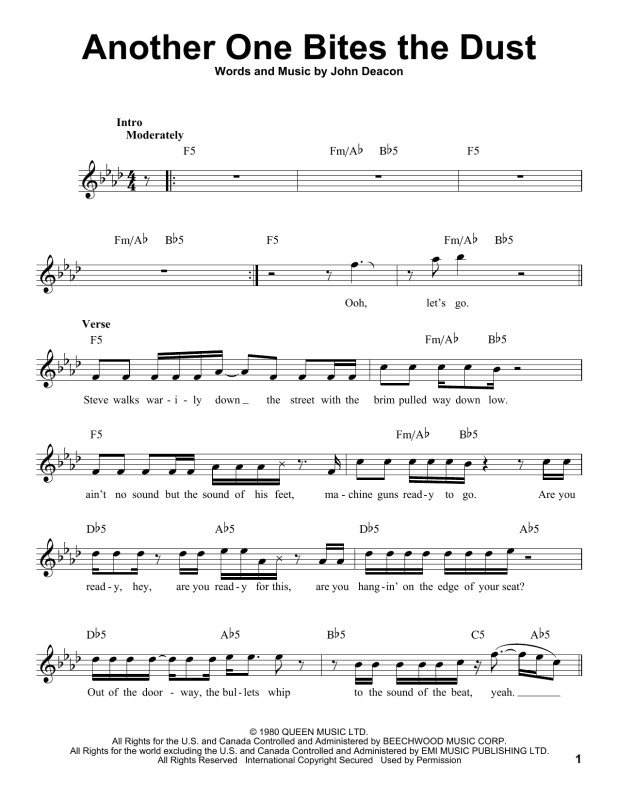 Another One Bites the Dust
Words and Music by John Deacon
Intro
Moderately
F5 Fm/A♭ B♭5 F5
4
4
Fm/A♭ B♭5 F5 Fm/A♭ B♭5
Ooh, let's go.
Verse
F5 Fm/A♭ B♭5
Steve walks war - i - ly down _ the street with the brim pulled way down low.
F5 Fm/A♭ B♭5
ain't no sound but the sound of his feet, ma - chine guns read - y to go. Are you
D♭5 A♭5 D♭5 A♭5
read - y, hey, are you read - y for this, are you hang - in' on the edge of your seat?
D♭5 A♭5 B♭5 C5 A♭5
Out of the door - way, the bul - lets whip to the sound of the beat, yeah. ________
© 1980 QUEEN MUSIC LTD.
All Rights for the U.S. and Canada Controlled and Administered by BEECHWOOD MUSIC CORP.
All Rights for the world excluding the U.S. and Canada Controlled and Administered by EMI MUSIC PUBLISHING LTD.
All Rights Reserved International Copyright Secured Used by Permission
1